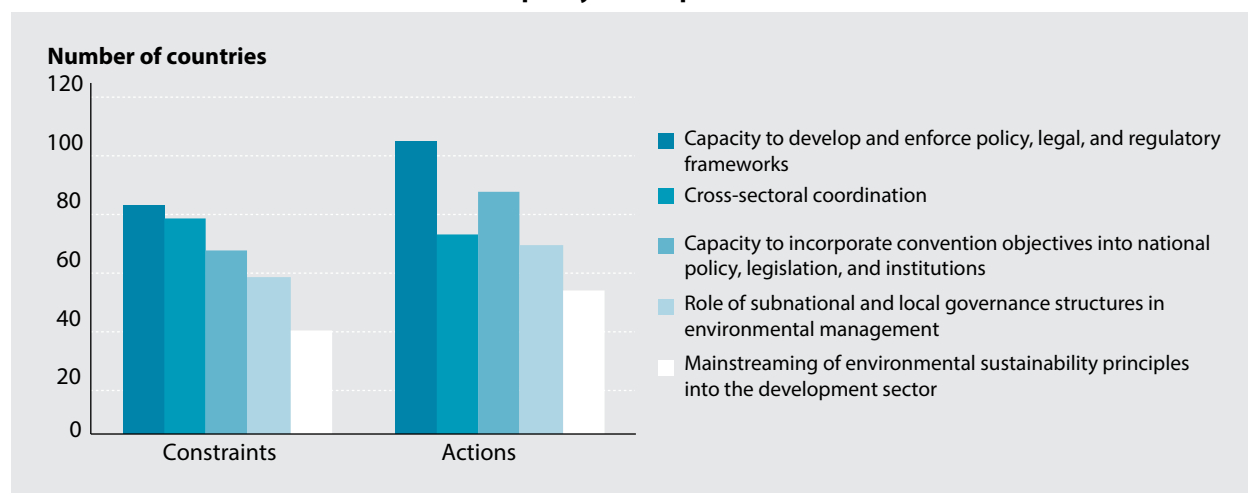 Number of countries
120
100
80
60
40
20
0
Constraints
Actions
Capacity to develop and enforce policy, legal, and regulatory
frameworks
Cross-sectoral coordination
Capacity to incorporate convention objectives into national
policy, legislation, and institutions
Role of subnational and local governance structures in
environmental management
Mainstreaming of environmental sustainability principles
into the development sector